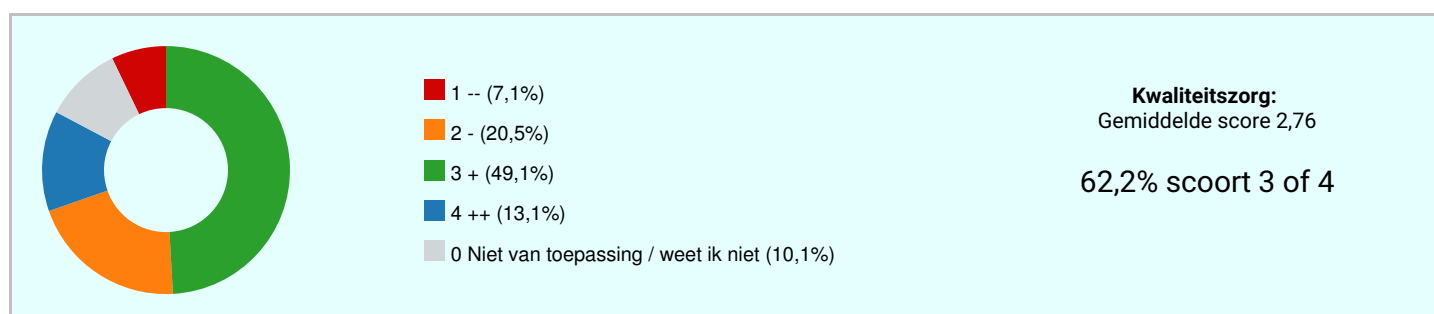 1 -- (7,1%)
2 - (20,5%)
3 + (49,1%)
4 ++ (13,1%)
0 Niet van toepassing / weet ik niet (10,1%)
Kwaliteitszorg:
Gemiddelde score 2,76
62,2% scoort 3 of 4